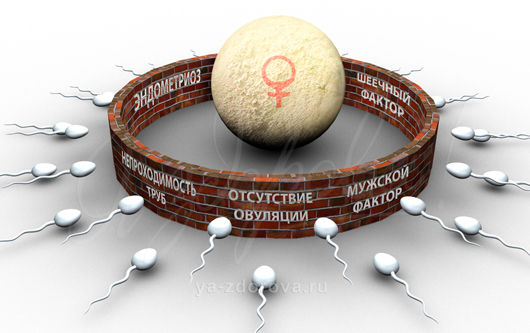 ЭНДОМЕТРИОЗ
ШЕЕЧНЫЙ
ФАКТОР
НЕПРОХОДИМОСТЬ
ТРУБ
ОТСУТСТВИЕ
ОВУЛЯЦИИ
МУЖСКОЙ
ФАКТОР
ya-zdorova.ru